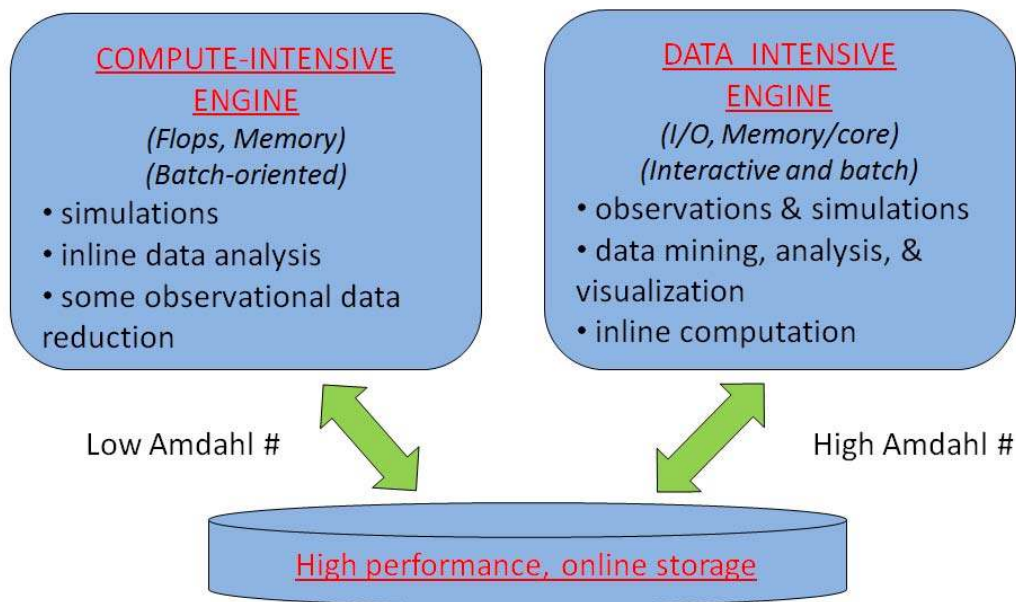 COMPUTE-INTENSIVE
ENGINE
(Flops, Memory)
(Batch-oriented)
• simulations
• inline data analysis
• some observational data
reduction
DATA INTENSIVE
ENGINE
(I/O, Memory/core)
(Interactive and batch)
• observations & simulations
• data mining, analysis, &
visualization
• inline computation
Low Amdahl #
High Amdahl #
High performance, online storage